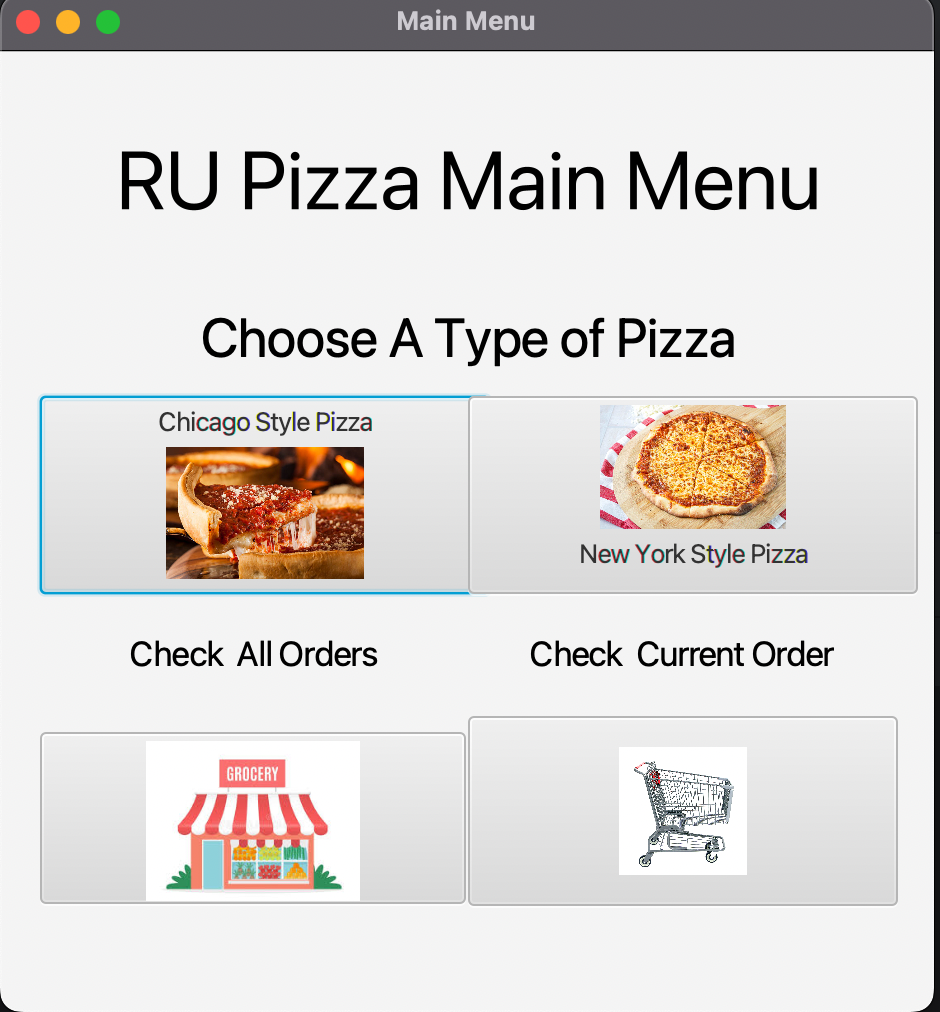 Main Menu
RU Pizza Main Menu
Choose A Type of Pizza
Chicago Style Pizza
New York Style Pizza
Check  All Orders
Check  Current Order
GROCERY